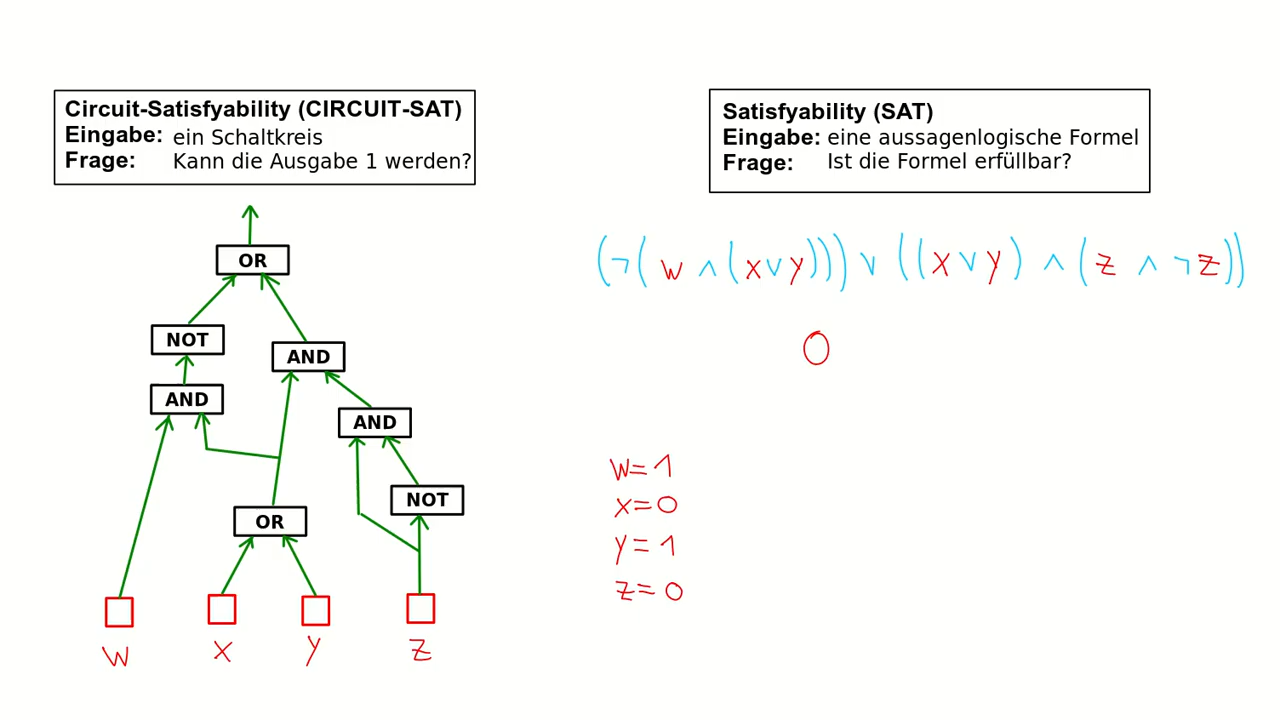 Circuit-Satisfyability (CIRCUIT-SAT)
Eingabe: ein Schaltkreis
Frage: Kann die Ausgabe 1 werden?
Satisfyability (SAT)
Eingabe: eine aussagenlogische Formel
Frage: Ist die Formel erfüllbar?
(¬(w ∧ (x ∨ y))) ∨ ((x ∨ y) ∧ (z ∧ ¬z))
0
OR
NOT
AND
AND
AND
NOT
OR
w x y z
w=1
x=0
y=1
z=0